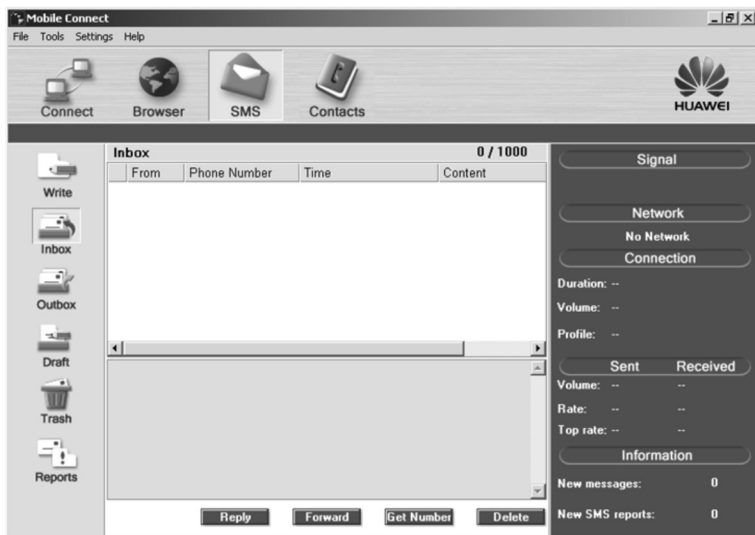 Mobile Connect
File Tools Settings Help
Connect Browser SMS Contacts
HUAWEI
Write
Inbox
Outbox
Draft
Trash
Reports
Inbox 0 / 1000
From Phone Number Time Content
Reply Forward Get Number Delete
Signal
Network
No Network
Connection
Duration: --
Volume: --
Profile: --
Sent Received
Volume: -- --
Rate: -- --
Top rate: -- --
Information
New messages: 0
New SMS reports: 0